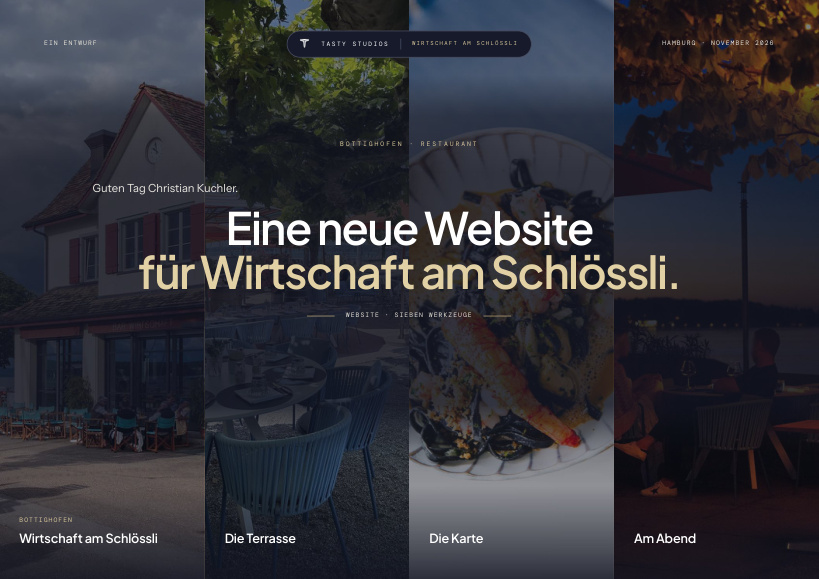 EIN ENTWURF
TASTY STUDIOS
WIRTSCHAFT AM SCHLÖSSLI
HAMBURG · NOVEMBER 2026
BOTTIGHOFEN · RESTAURANT
Guten Tag Christian Kuchler.
Eine neue Website
für Wirtschaft am Schlössli.
WEBSITE · SIEBEN WERKZEUGE
BOTTIGHOFEN
Wirtschaft am Schlössli
Die Terrasse
Die Karte
Am Abend